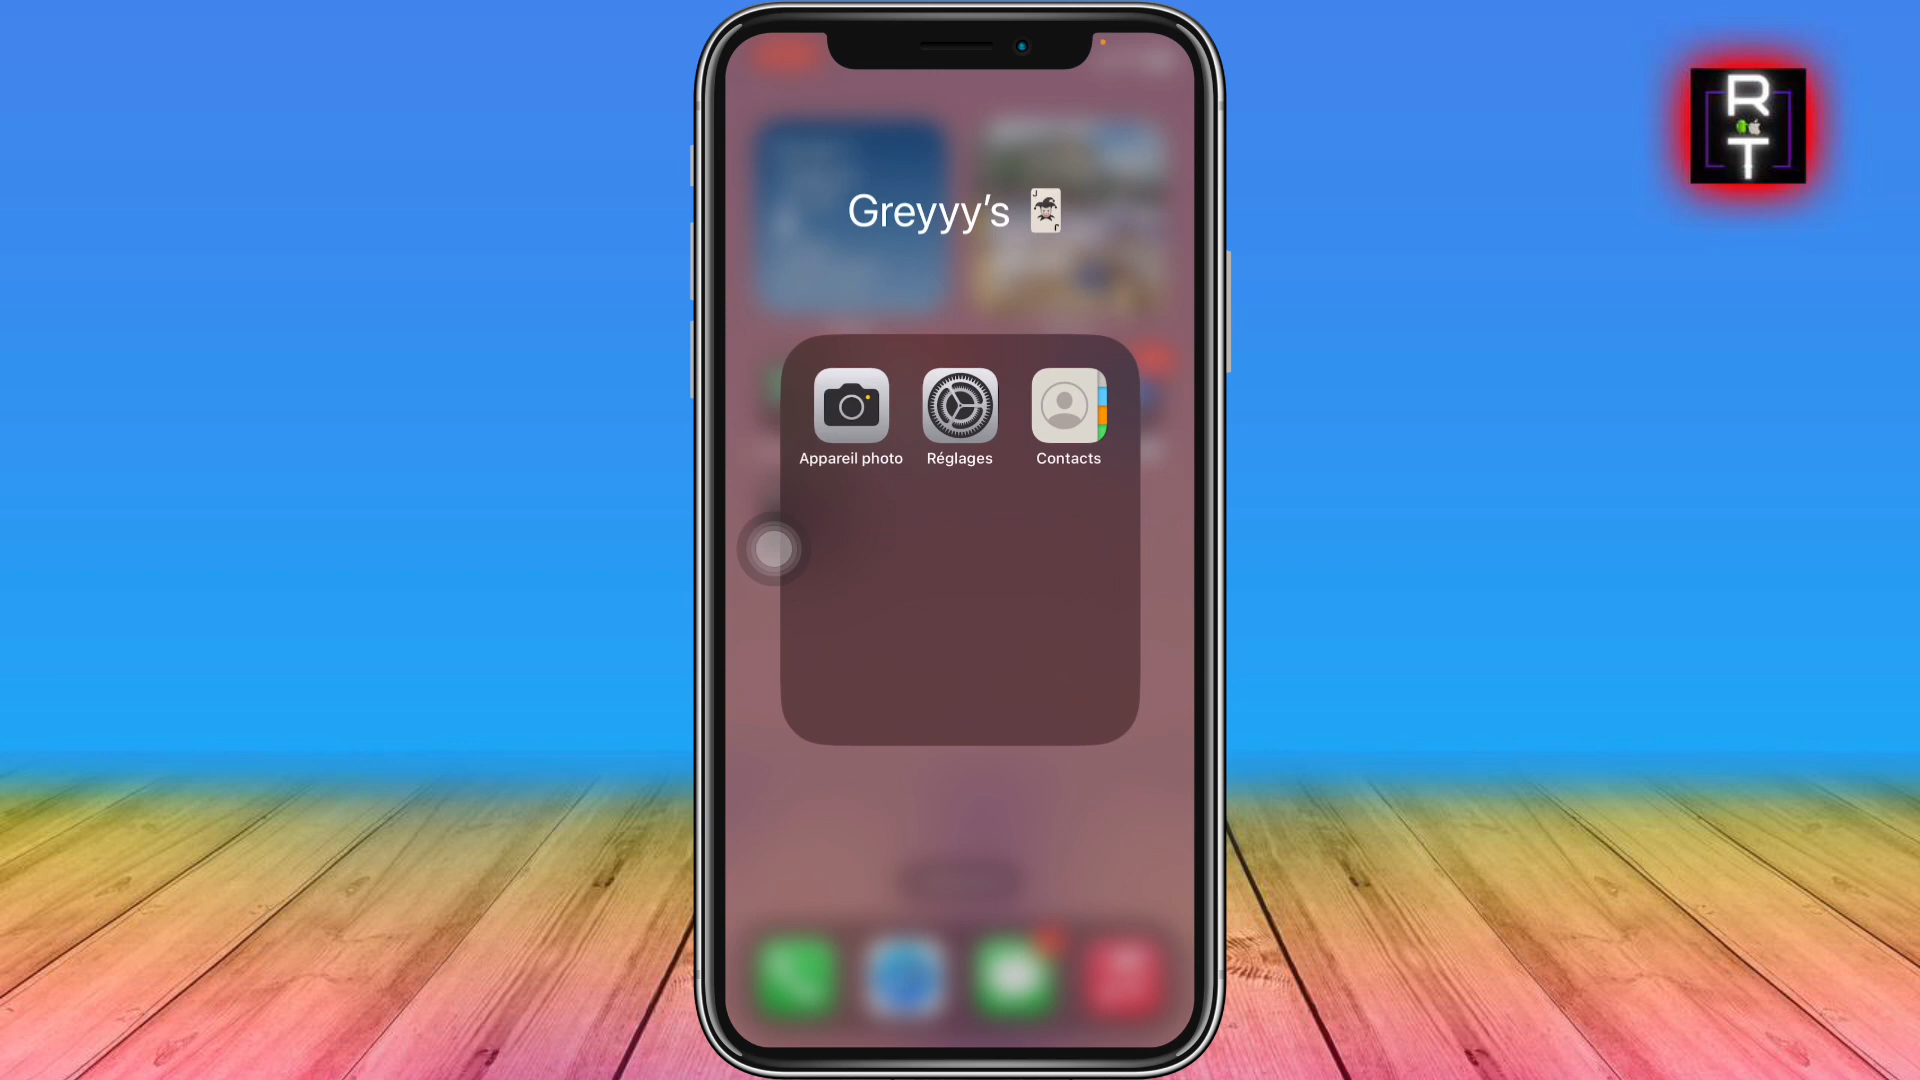 R
T
Greyyy’s 🃏
Appareil photo
Réglages
Contacts